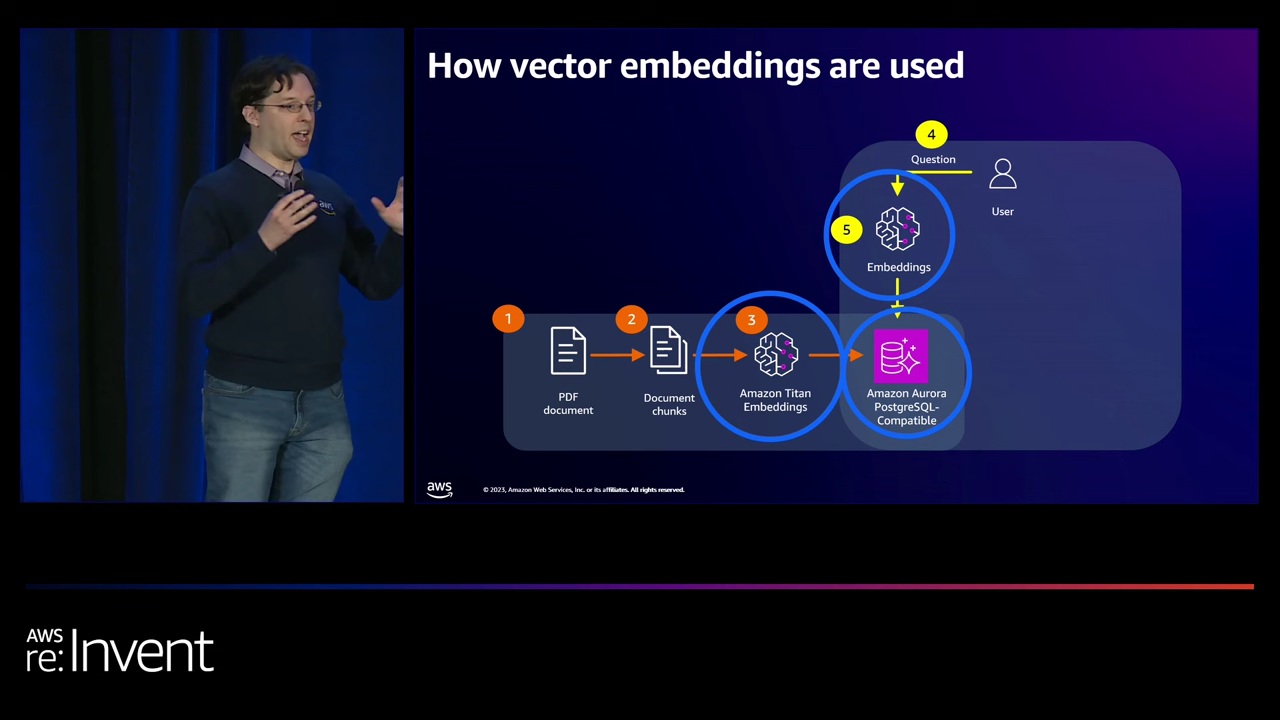 How vector embeddings are used
4
Question
User
5
Embeddings
1
2
3
PDF
document
Document
chunks
Amazon Titan
Embeddings
Amazon Aurora
PostgreSQL-
Compatible
aws
© 2023, Amazon Web Services, Inc. or its affiliates. All rights reserved.
aws
AWS
re:Invent